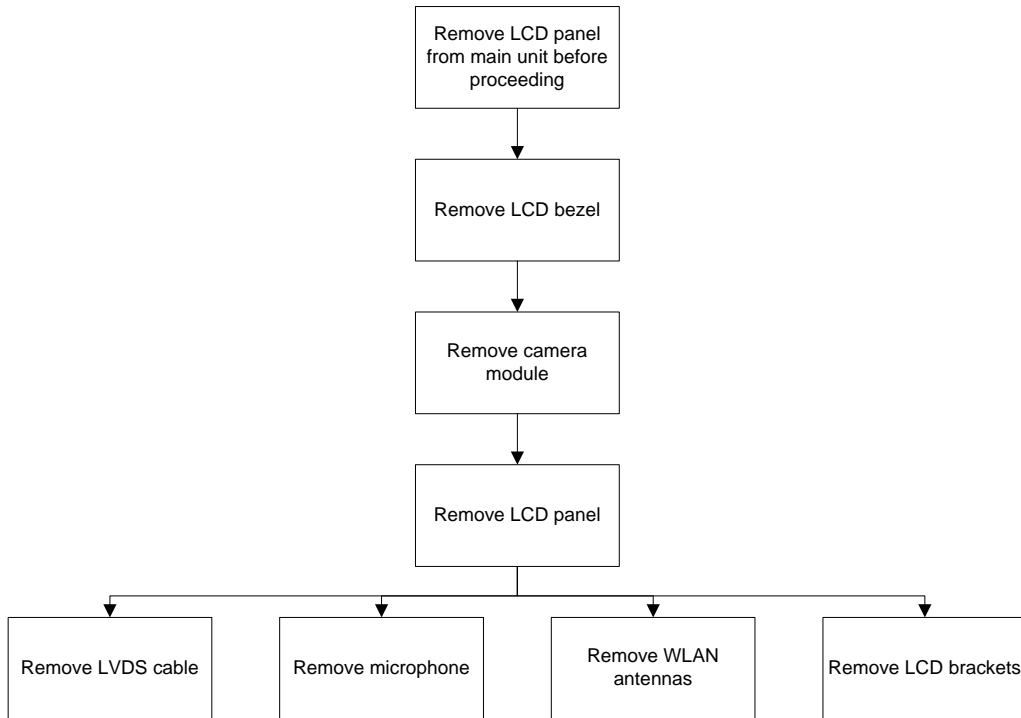 Remove LCD panel
from main unit before
proceeding
Remove LCD bezel
Remove camera
module
Remove LCD panel
Remove LVDS cable
Remove microphone
Remove WLAN
antennas
Remove LCD brackets